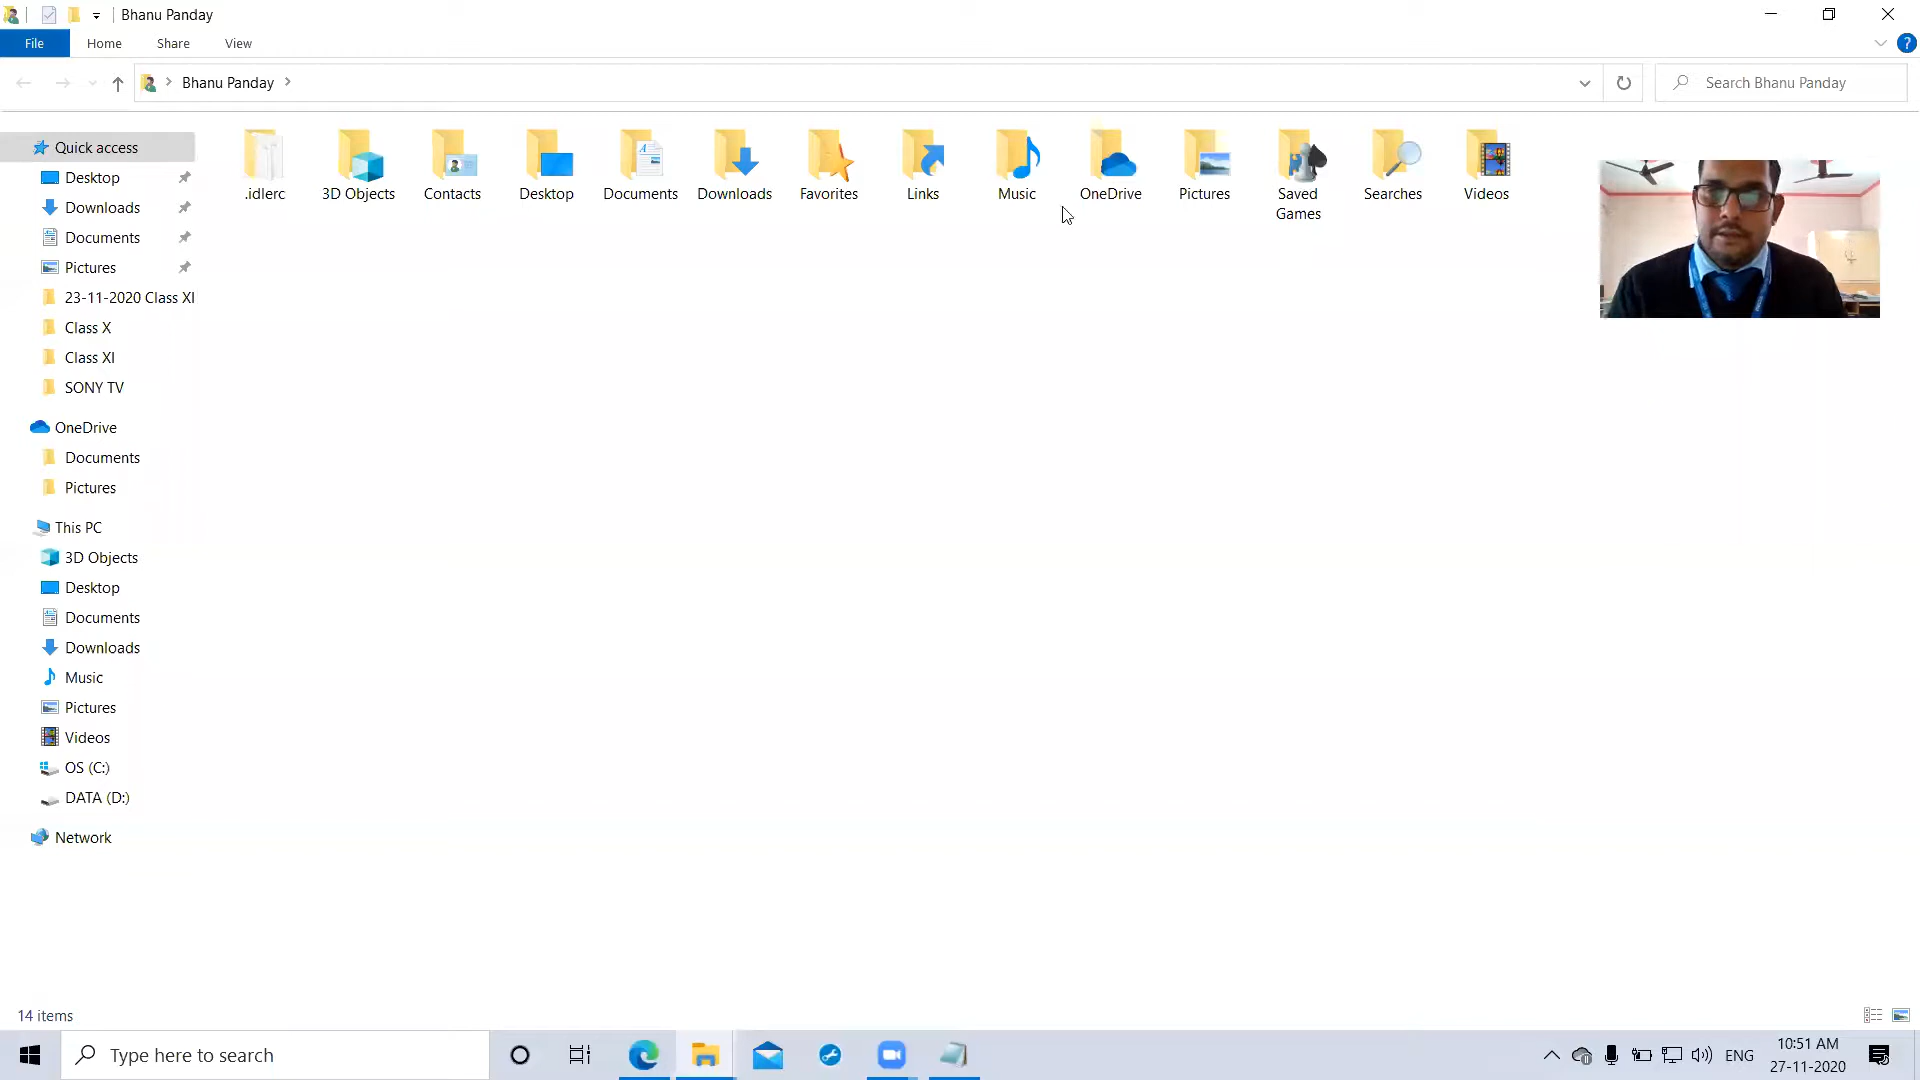 Bhanu Panday
File Home Share View
?
Bhanu Panday
Search Bhanu Panday
Quick access
Desktop
Downloads
Documents
Pictures
23-11-2020 Class XI
Class X
Class XI
SONY TV
OneDrive
Documents
Pictures
This PC
3D Objects
Desktop
Documents
Downloads
Music
Pictures
Videos
OS (C:)
DATA (D:)
Network
.idlerc 3D Objects Contacts Desktop Documents Downloads Favorites Links Music OneDrive Pictures Saved Games Searches Videos
14 items
Type here to search
ENG
10:51 AM
27-11-2020